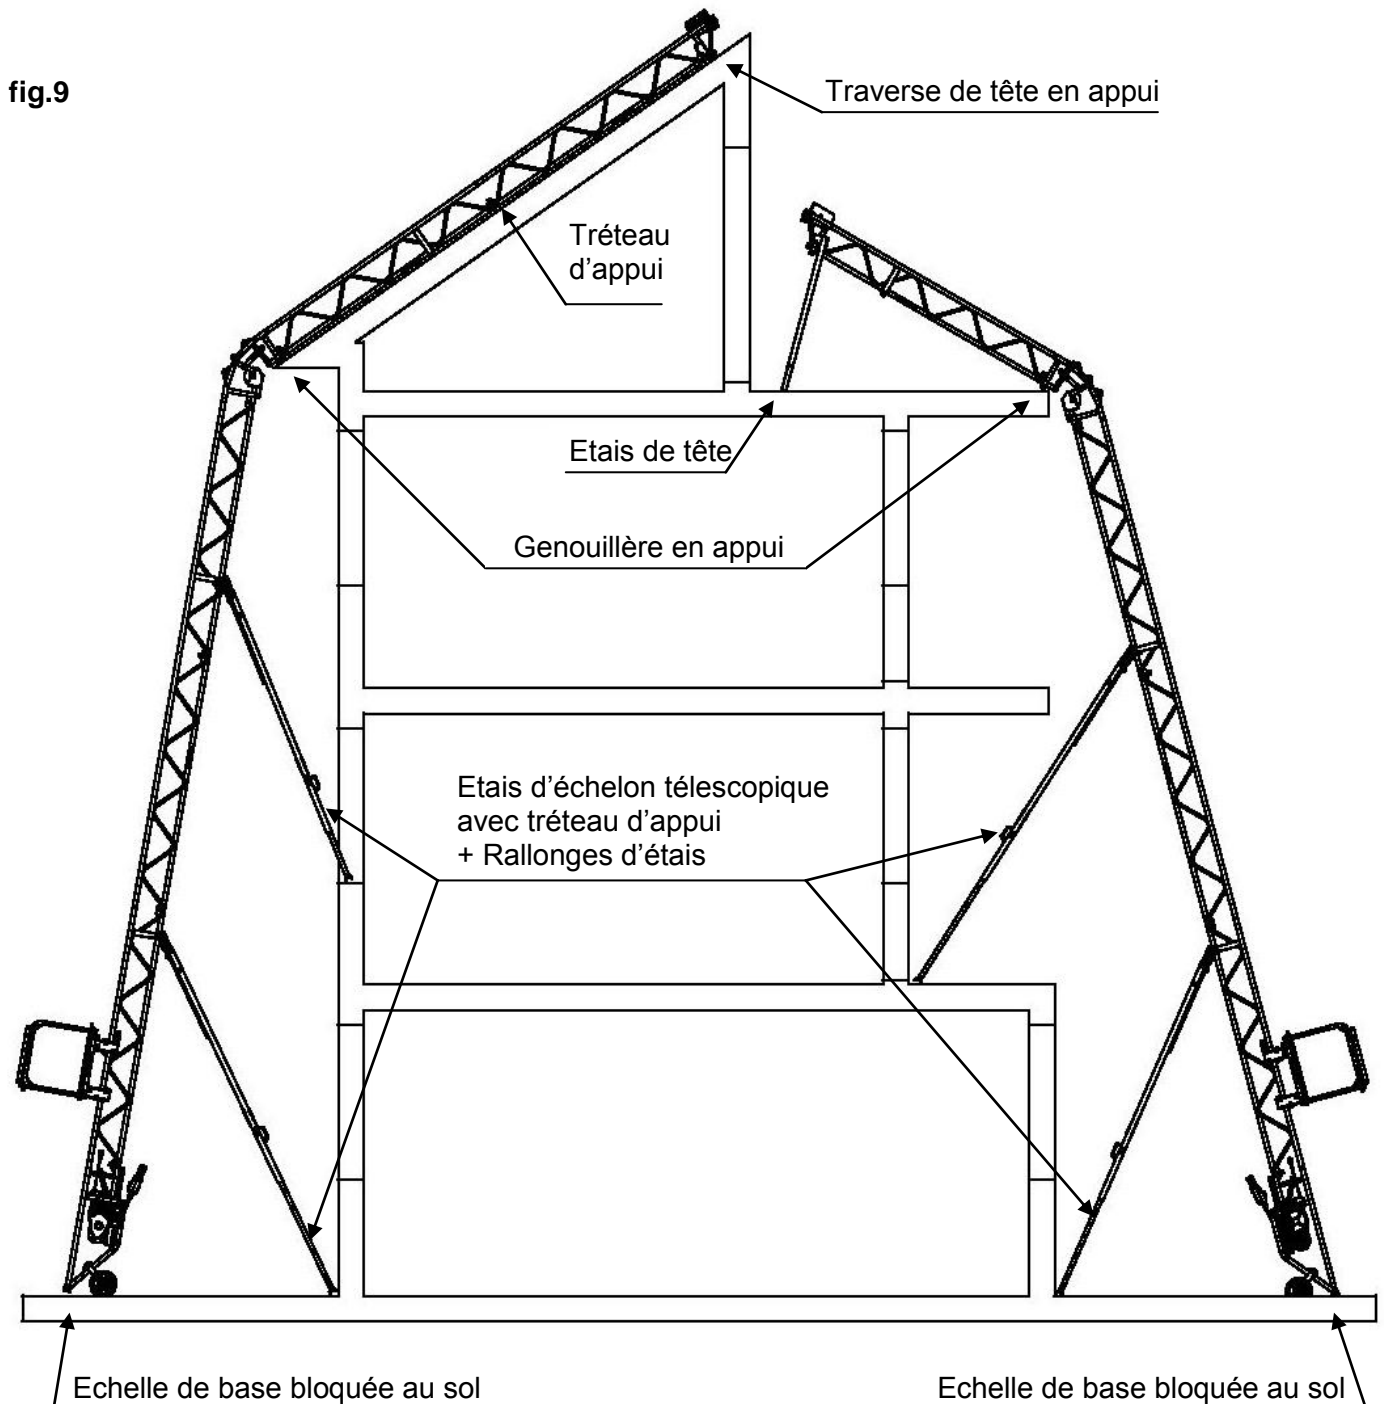 fig.9
Traverse de tête en appui
Tréteau
d’appui
Etais de tête
Genouillère en appui
Etais d’échelon télescopique
avec tréteau d’appui
+ Rallonges d’étais
Echelle de base bloquée au sol
Echelle de base bloquée au sol